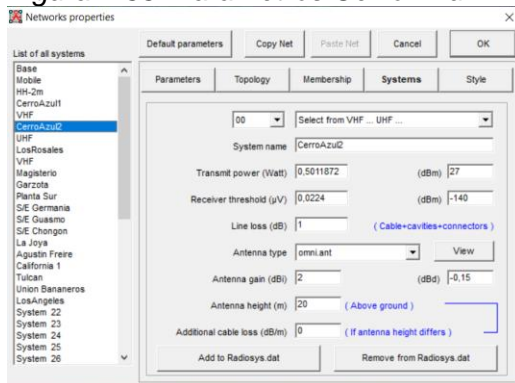 Networks properties
List of all systems
Default parameters
Copy Net
Paste Net
Cancel
OK
Parameters
Topology
Membership
Systems
Style
Base
Mobile
HH-2m
CerroAzul1
VHF
CerroAzul2
UHF
LosRosales
VHF
Magisterio
Garzota
Planta Sur
S/E Germania
S/E Guasmo
S/E Chongon
La Joya
Agustin Freire
California 1
Tulcan
Union Bananeros
LosAngeles
System 22
System 23
System 24
System 25
System 26
00 Select from VHF ... UHF ...
System name CerroAzul2
Transmit power (Watt) 0,5011872 (dBm) 27
Receiver threshold (µV) 0,0224 (dBm) -140
Line loss (dB) 1 ( Cable+cavities+connectors )
Antenna type omni.ant View
Antenna gain (dBi) 2 (dBd) -0,15
Antenna height (m) 20 ( Above ground )
Additional cable loss (dB/m) 0 ( If antenna height differs )
Add to Radiosys.dat
Remove from Radiosys.dat